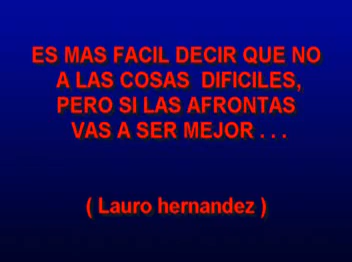 ES MAS FACIL DECIR QUE NO
A LAS COSAS  DIFICILES,
PERO SI LAS AFRONTAS
VAS A SER MEJOR . . .
( Lauro hernandez )